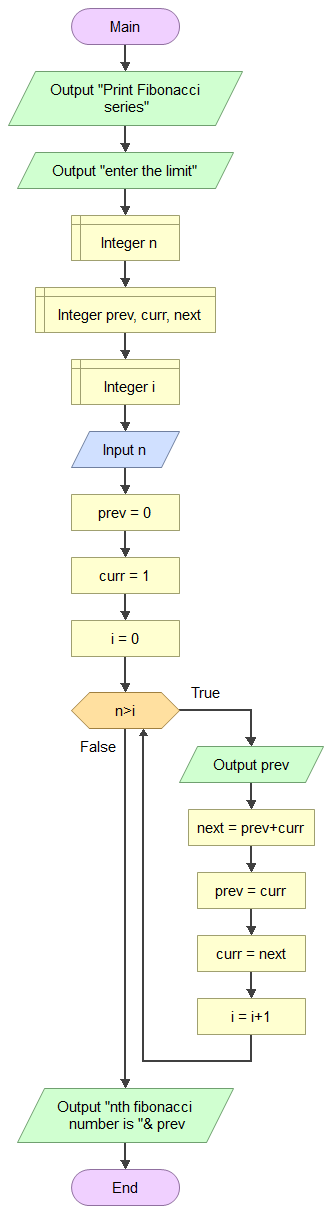 Main
Output "Print Fibonacci
series"
Output "enter the limit"
Integer n
Integer prev, curr, next
Integer i
Input n
prev = 0
curr = 1
i = 0
n>i
True
False
Output prev
next = prev+curr
prev = curr
curr = next
i = i+1
Output "nth fibonacci
number is "& prev
End